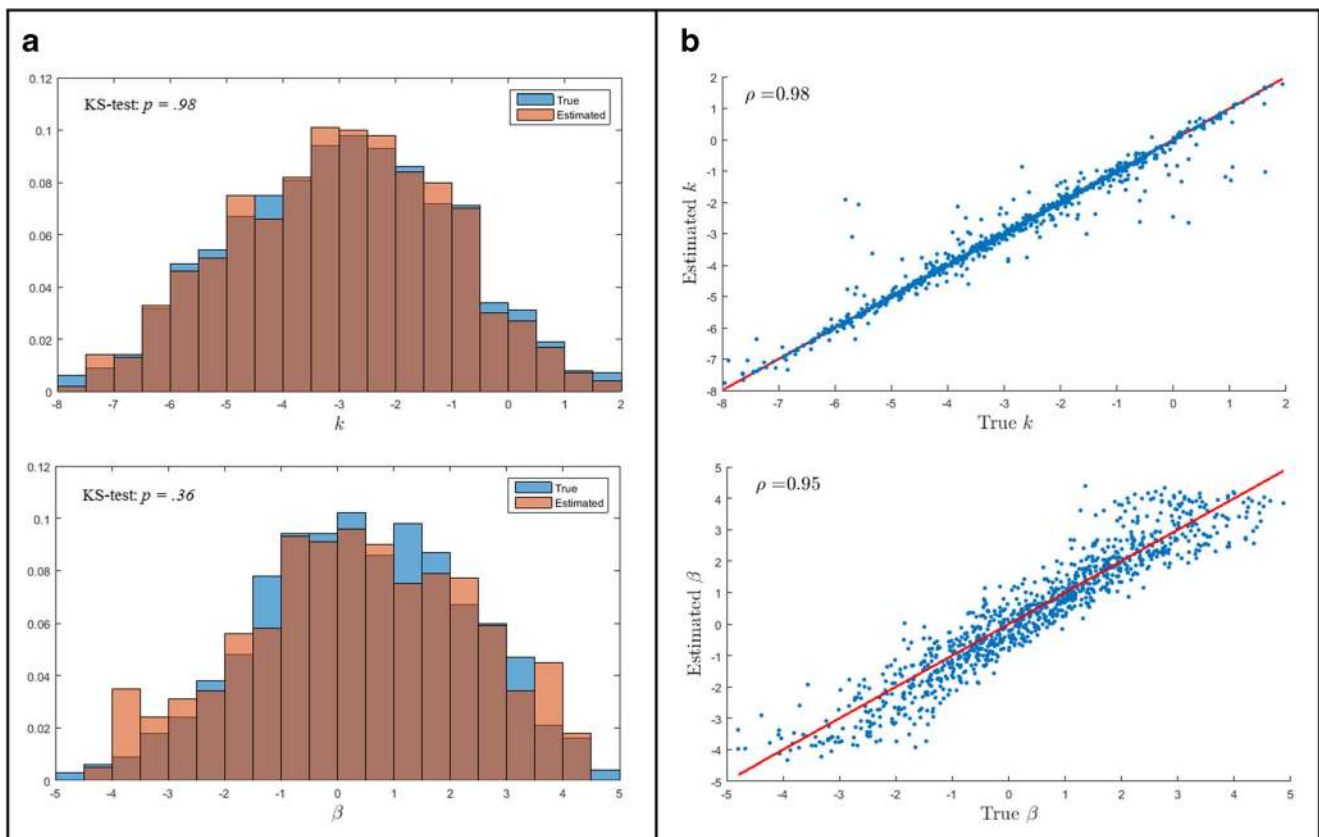 a
0.12
0.1
0.08
0.06
0.04
0.02
0
KS-test: p = .98
True
Estimated
-8 -7 -6 -5 -4 -3 -2 -1 0 1 2
k
0.12
0.1
0.08
0.06
0.04
0.02
0
KS-test: p = .36
True
Estimated
-5 -4 -3 -2 -1 0 1 2 3 4 5
β
b
2
1
0
-1
-2
-3
-4
-5
-6
-7
-8
ρ =0.98
Estimated k
-8 -7 -6 -5 -4 -3 -2 -1 0 1 2
True k
5
4
3
2
1
0
-1
-2
-3
-4
-5
ρ =0.95
Estimated β
-5 -4 -3 -2 -1 0 1 2 3 4 5
True β